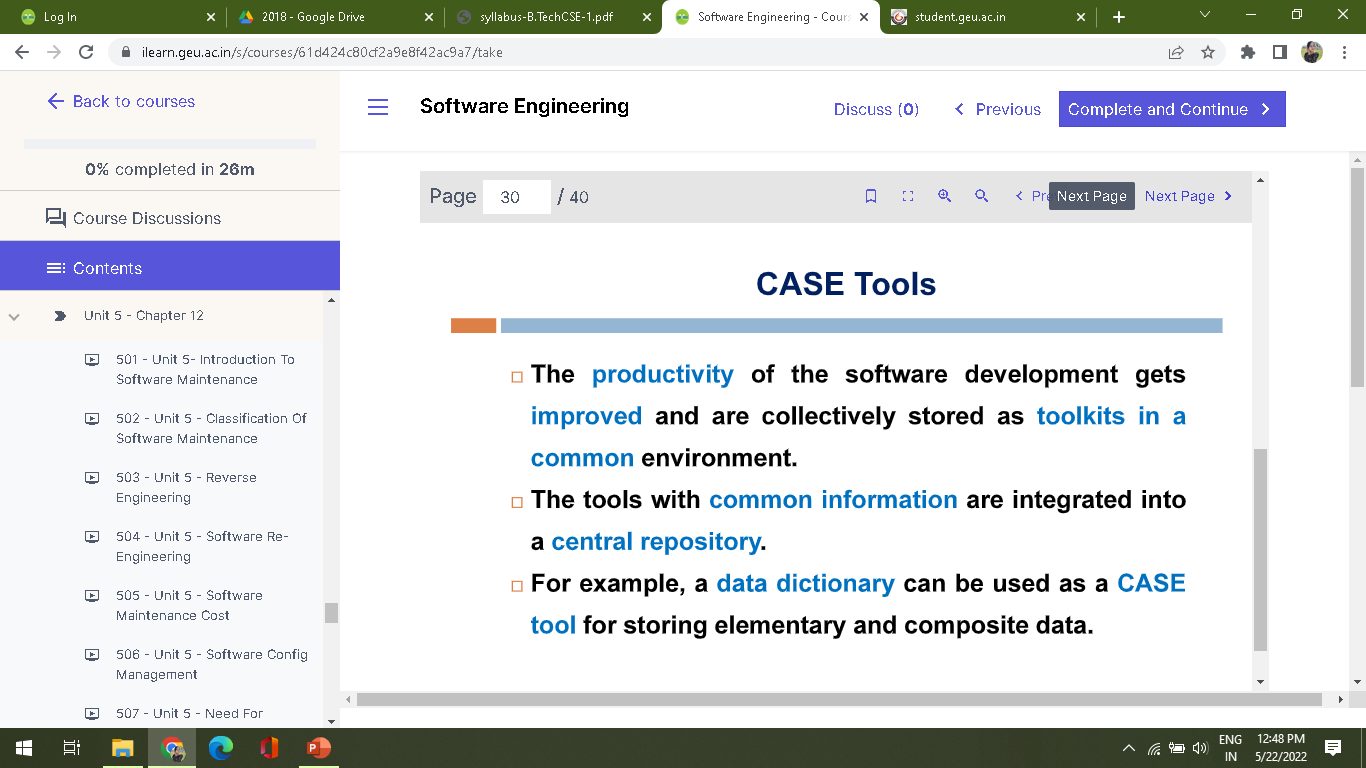 Log In
2018 - Google Drive
syllabus-B.TechCSE-1.pdf
Software Engineering - Cour
student.geu.ac.in
ilearn.geu.ac.in/s/courses/61d424c80cf2a9e8f42ac9a7/take
Back to courses
0% completed in 26m
Course Discussions
Contents
Unit 5 - Chapter 12
501 - Unit 5- Introduction To
Software Maintenance
502 - Unit 5 - Classification Of
Software Maintenance
503 - Unit 5 - Reverse
Engineering
504 - Unit 5 - Software Re-
Engineering
505 - Unit 5 - Software
Maintenance Cost
506 - Unit 5 - Software Config
Management
507 - Unit 5 - Need For
Software Engineering
Discuss (0)
Previous
Complete and Continue
Page 30 / 40
Pre
Next Page
Next Page
CASE Tools
The productivity of the software development gets
improved and are collectively stored as toolkits in a
common environment.
The tools with common information are integrated into
a central repository.
For example, a data dictionary can be used as a CASE
tool for storing elementary and composite data.
ENG
IN
12:48 PM
5/22/2022